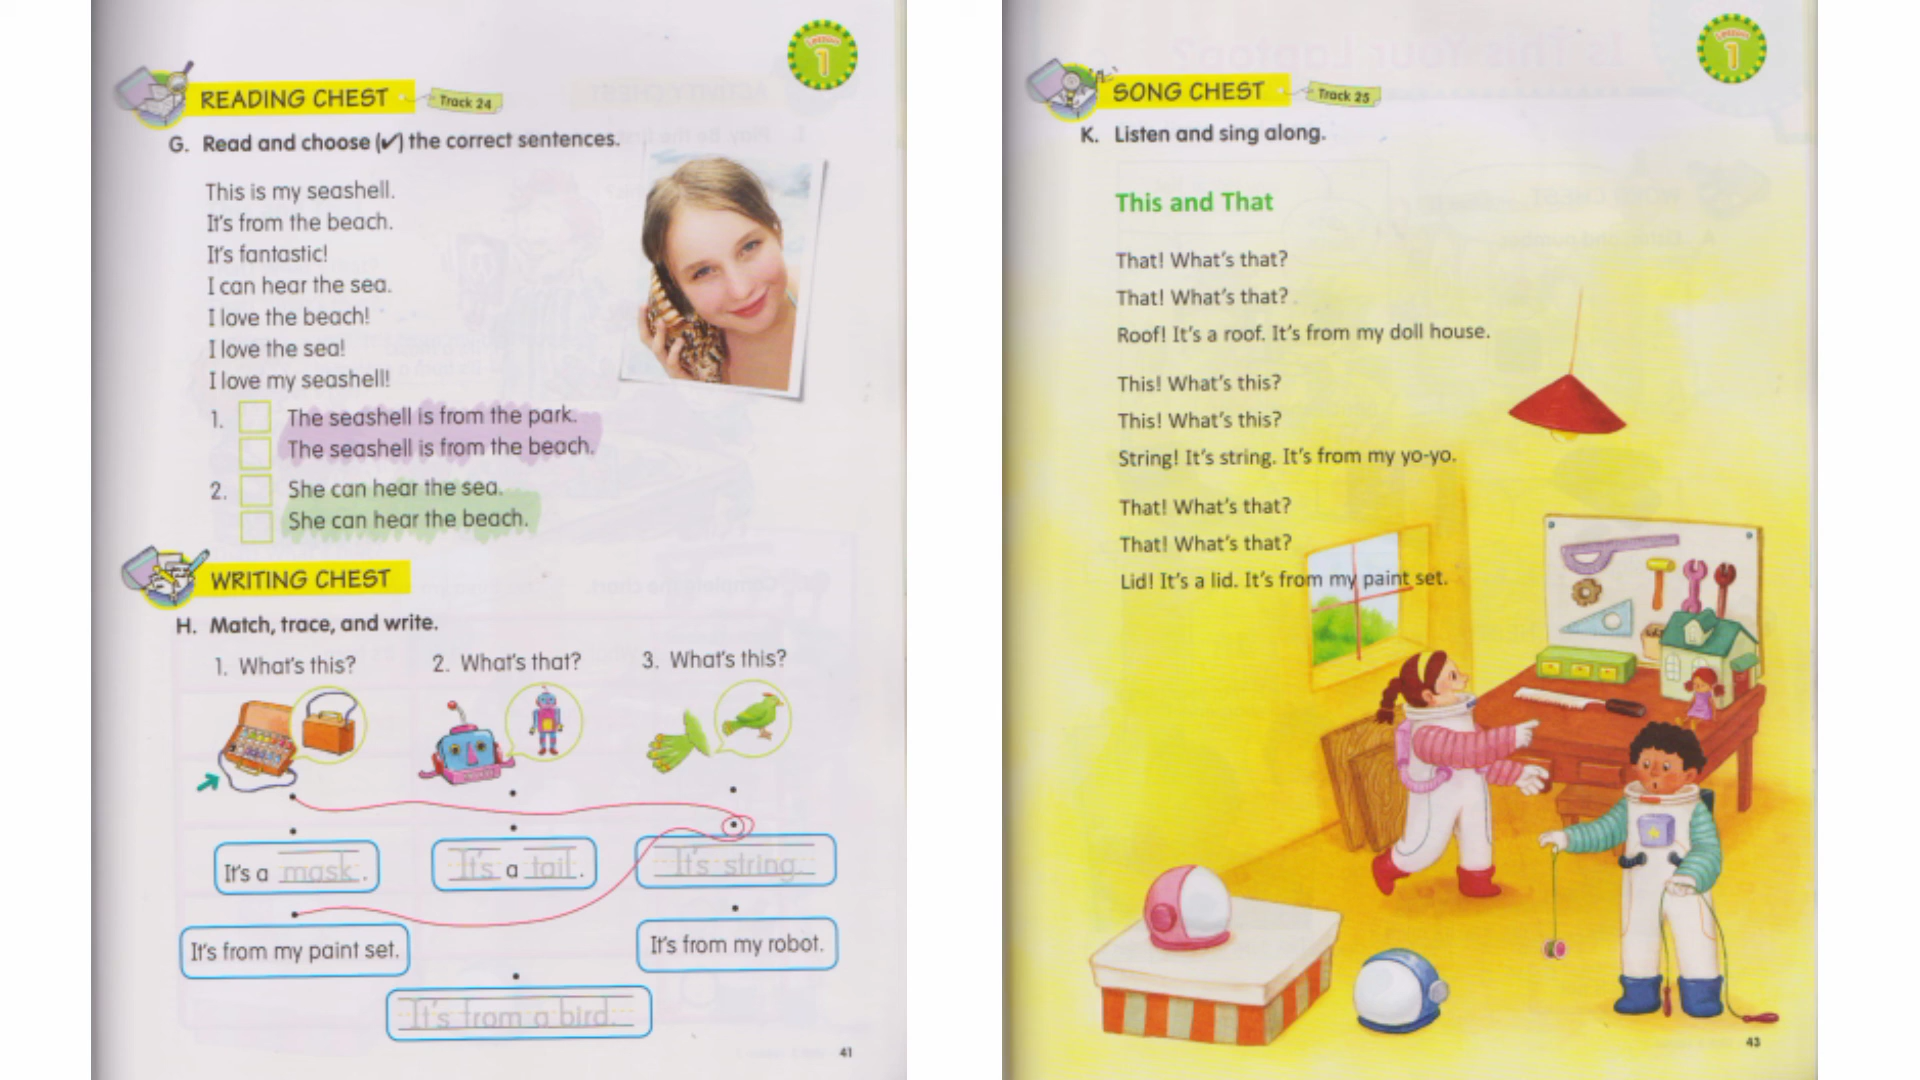 Lesson 1
READING CHEST
Track 24
G. Read and choose (✔) the correct sentences.
This is my seashell.
It's from the beach.
It's fantastic!
I can hear the sea.
I love the beach!
I love the sea!
I love my seashell!
1. The seashell is from the park.
The seashell is from the beach.
2. She can hear the sea.
She can hear the beach.
WRITING CHEST
H. Match, trace, and write.
1. What's this?
2. What's that?
3. What's this?
It's a mask.
It's a tail.
It's string.
It's from my paint set.
It's from my robot.
It's from a bird.
41
Lesson 1
SONG CHEST
Track 25
K. Listen and sing along.
This and That
That! What's that?
That! What's that?
Roof! It's a roof. It's from my doll house.
This! What's this?
This! What's this?
String! It's string. It's from my yo-yo.
That! What's that?
That! What's that?
Lid! It's a lid. It's from my paint set.
43